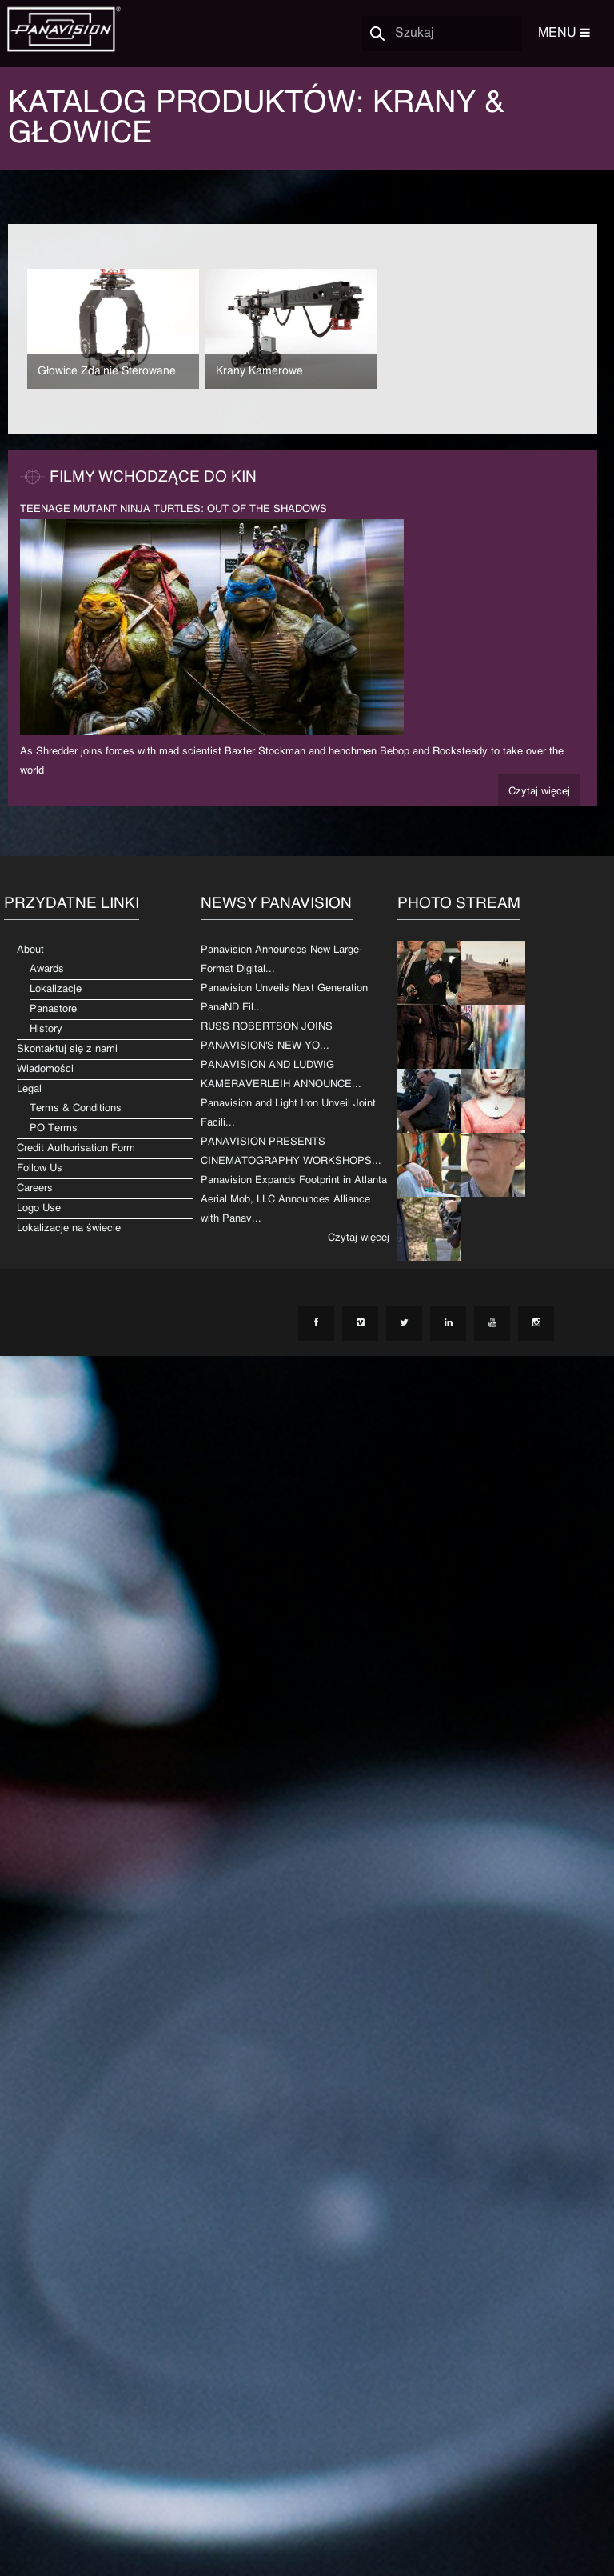 PANAVISION®
Szukaj
MENU
KATALOG PRODUKTÓW: KRANY &
GŁOWICE
Głowice Zdalnie Sterowane
Krany Kamerowe
FILMY WCHODZĄCE DO KIN
TEENAGE MUTANT NINJA TURTLES: OUT OF THE SHADOWS
As Shredder joins forces with mad scientist Baxter Stockman and henchmen Bebop and Rocksteady to take over the
world
Czytaj więcej
PRZYDATNE LINKI
About
Awards
Lokalizacje
Panastore
History
Skontaktuj się z nami
Wiadomości
Legal
Terms & Conditions
PO Terms
Credit Authorisation Form
Follow Us
Careers
Logo Use
Lokalizacje na świecie
NEWSY PANAVISION
Panavision Announces New Large-
Format Digital...
Panavision Unveils Next Generation
PanaND Fil...
RUSS ROBERTSON JOINS
PANAVISION'S NEW YO...
PANAVISION AND LUDWIG
KAMERAVERLEIH ANNOUNCE...
Panavision and Light Iron Unveil Joint
Facili...
PANAVISION PRESENTS
CINEMATOGRAPHY WORKSHOPS...
Panavision Expands Footprint in Atlanta
Aerial Mob, LLC Announces Alliance
with Panav...
Czytaj więcej
PHOTO STREAM